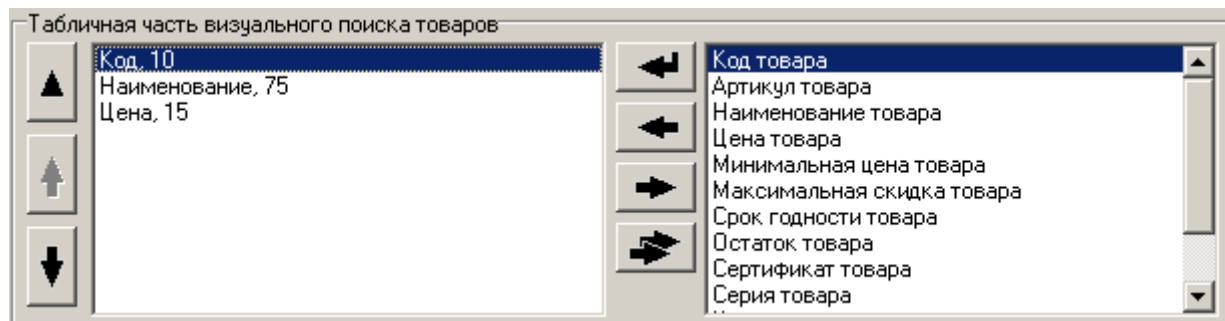 Табличная часть визуального поиска товаров
Код, 10
Наименование, 75
Цена, 15
Код товара
Артикул товара
Наименование товара
Цена товара
Минимальная цена товара
Максимальная скидка товара
Срок годности товара
Остаток товара
Сертификат товара
Серия товара